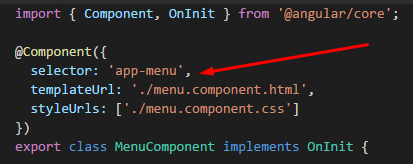 import { Component, OnInit } from '@angular/core';
@Component({
selector: 'app-menu',
templateUrl: './menu.component.html',
styleUrls: ['./menu.component.css']
})
export class MenuComponent implements OnInit {